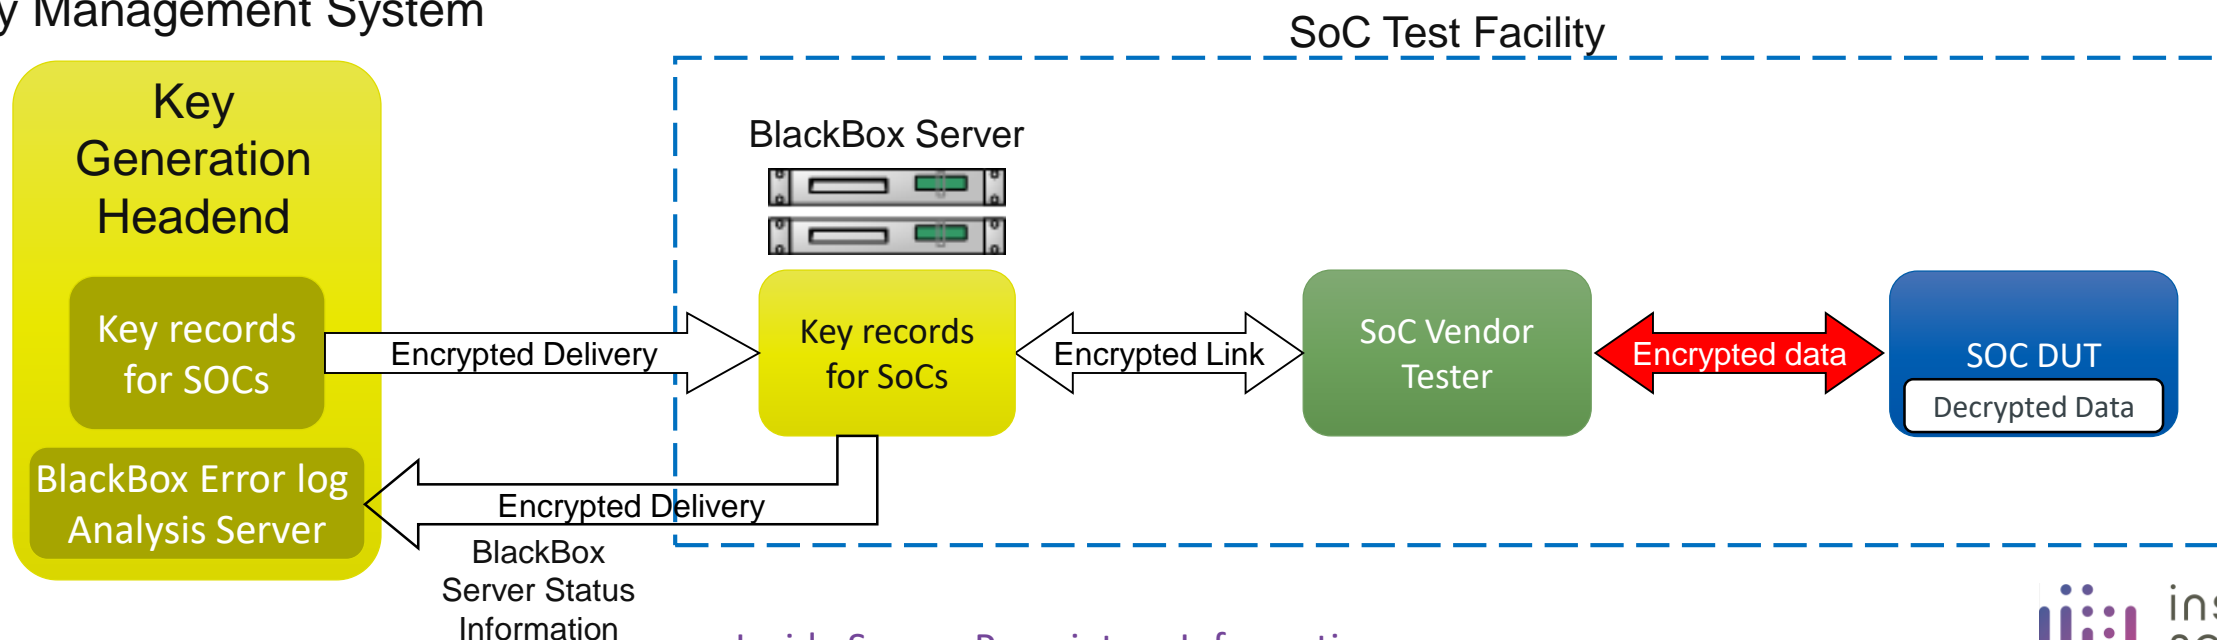 Management System
SoC Test Facility
Key
Generation
Headend
BlackBox Server
Key records
for SOCs
Encrypted Delivery
Key records
for SoCs
Encrypted Link
SoC Vendor
Tester
Encrypted data
SOC DUT
Decrypted Data
BlackBox Error log
Analysis Server
Encrypted Delivery
BlackBox
Server Status
Information